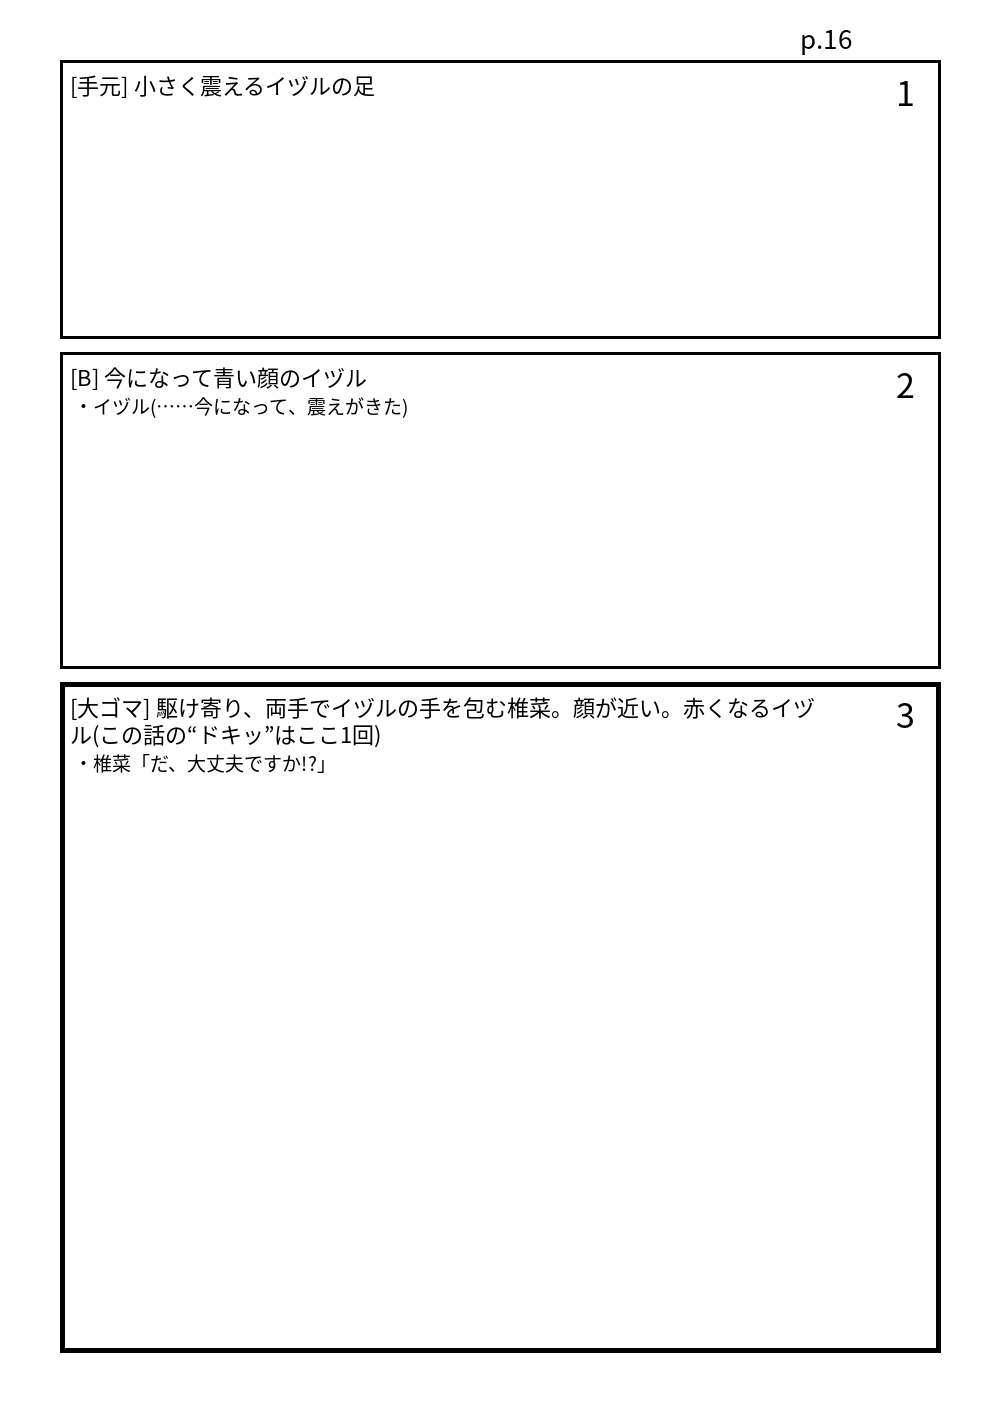 p.16
[手元] 小さく震えるイヅルの足
1
[B] 今になって青い顔のイヅル
・イヅル(……今になって、震えがきた)
2
[大ゴマ] 駆け寄り、両手でイヅルの手を包む椎菜。顔が近い。赤くなるイヅ
ル(この話の“ドキッ”はここ1回)
・椎菜「だ、大丈夫ですか!?」
3